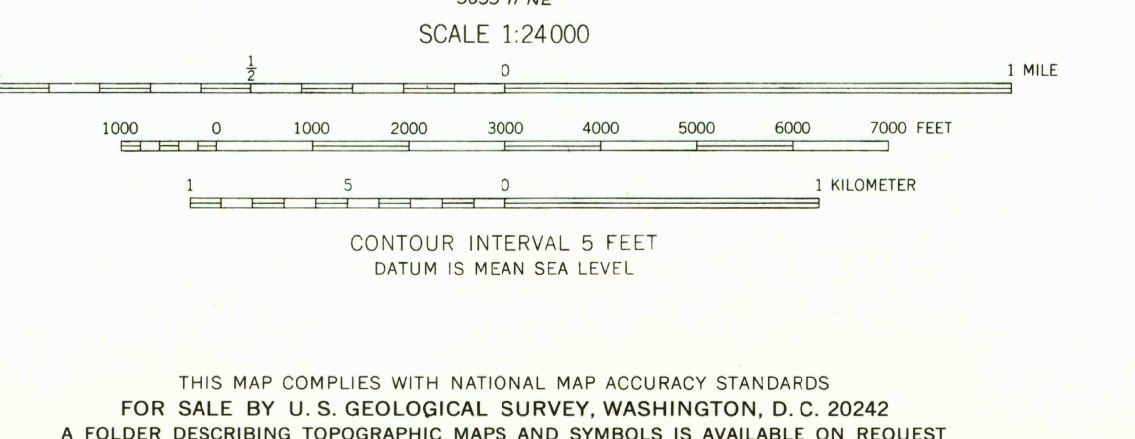 SCALE 1:24000
1/2 0 1 MILE
1000 0 1000 2000 3000 4000 5000 6000 7000 FEET
1 5 0 1 KILOMETER
CONTOUR INTERVAL 5 FEET
DATUM IS MEAN SEA LEVEL
THIS MAP COMPLIES WITH NATIONAL MAP ACCURACY STANDARDS
FOR SALE BY U. S. GEOLOGICAL SURVEY, WASHINGTON, D. C. 20242
A FOLDER DESCRIBING TOPOGRAPHIC MAPS AND SYMBOLS IS AVAILABLE ON REQUEST